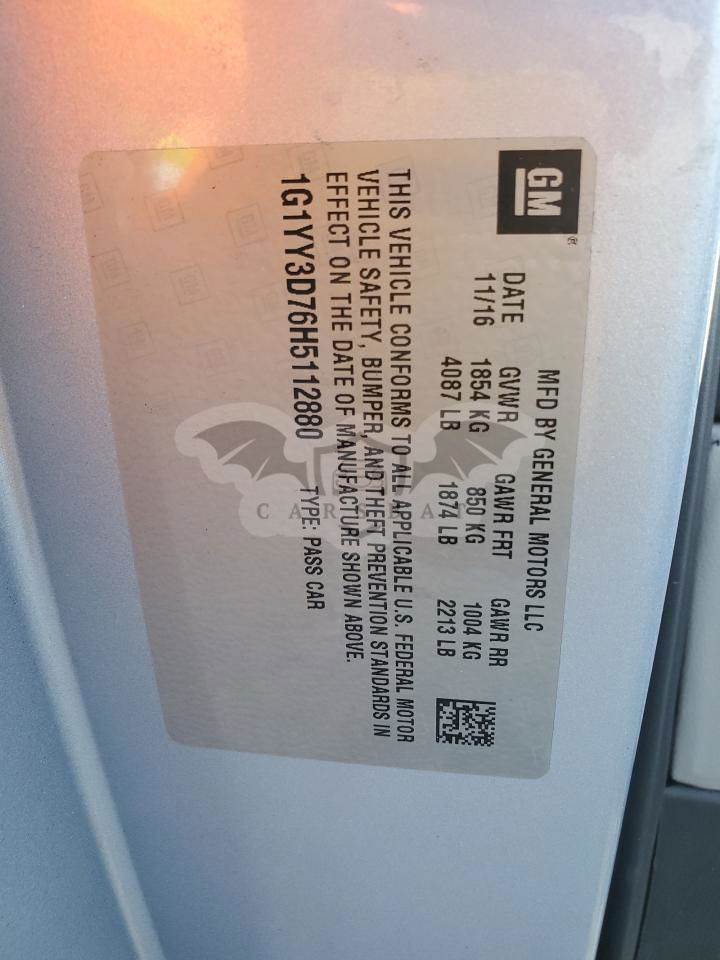 GM
®
MFD BY GENERAL MOTORS LLC
DATE GVWR GAWR FRT GAWR RR
11/16 1854 KG 850 KG 1004 KG
4087 LB 1874 LB 2213 LB
THIS VEHICLE CONFORMS TO ALL APPLICABLE U.S. FEDERAL MOTOR
VEHICLE SAFETY, BUMPER, AND THEFT PREVENTION STANDARDS IN
EFFECT ON THE DATE OF MANUFACTURE SHOWN ABOVE.
1G1YY3D76H5112880 TYPE: PASS CAR